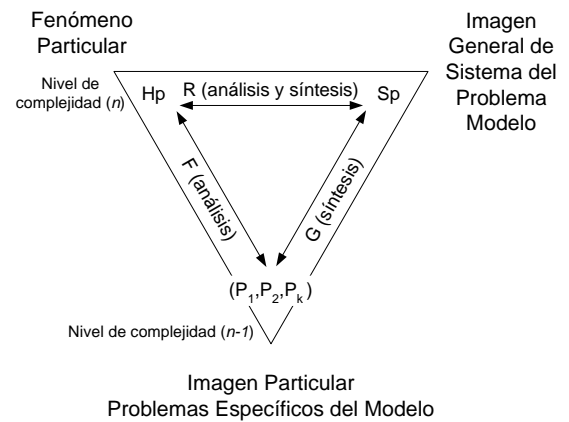 Fenómeno
Particular
Imagen
General de
Sistema del
Problema
Modelo
Nivel de
complejidad (n)
Hp
R (análisis y síntesis)
Sp
F (análisis)
G (síntesis)
(P1,P2,Pk)
Nivel de complejidad (n-1)
Imagen Particular
Problemas Específicos del Modelo